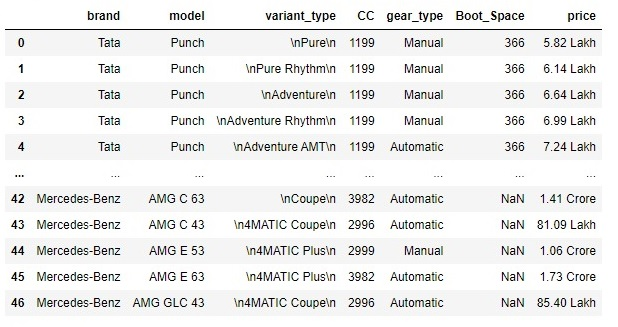 brand model variant_type CC gear_type Boot_Space price
0 Tata Punch \nPure\n 1199 Manual 366 5.82 Lakh
1 Tata Punch \nPure Rhythm\n 1199 Manual 366 6.14 Lakh
2 Tata Punch \nAdventure\n 1199 Manual 366 6.64 Lakh
3 Tata Punch \nAdventure Rhythm\n 1199 Manual 366 6.99 Lakh
4 Tata Punch \nAdventure AMT\n 1199 Automatic 366 7.24 Lakh
... ... ... ... ... ... ... ...
42 Mercedes-Benz AMG C 63 \nCoupe\n 3982 Automatic NaN 1.41 Crore
43 Mercedes-Benz AMG C 43 \n4MATIC Coupe\n 2996 Automatic NaN 81.09 Lakh
44 Mercedes-Benz AMG E 53 \n4MATIC Plus\n 2999 Manual NaN 1.06 Crore
45 Mercedes-Benz AMG E 63 \n4MATIC Plus\n 3982 Automatic NaN 1.73 Crore
46 Mercedes-Benz AMG GLC 43 \n4MATIC Coupe\n 2996 Automatic NaN 85.40 Lakh